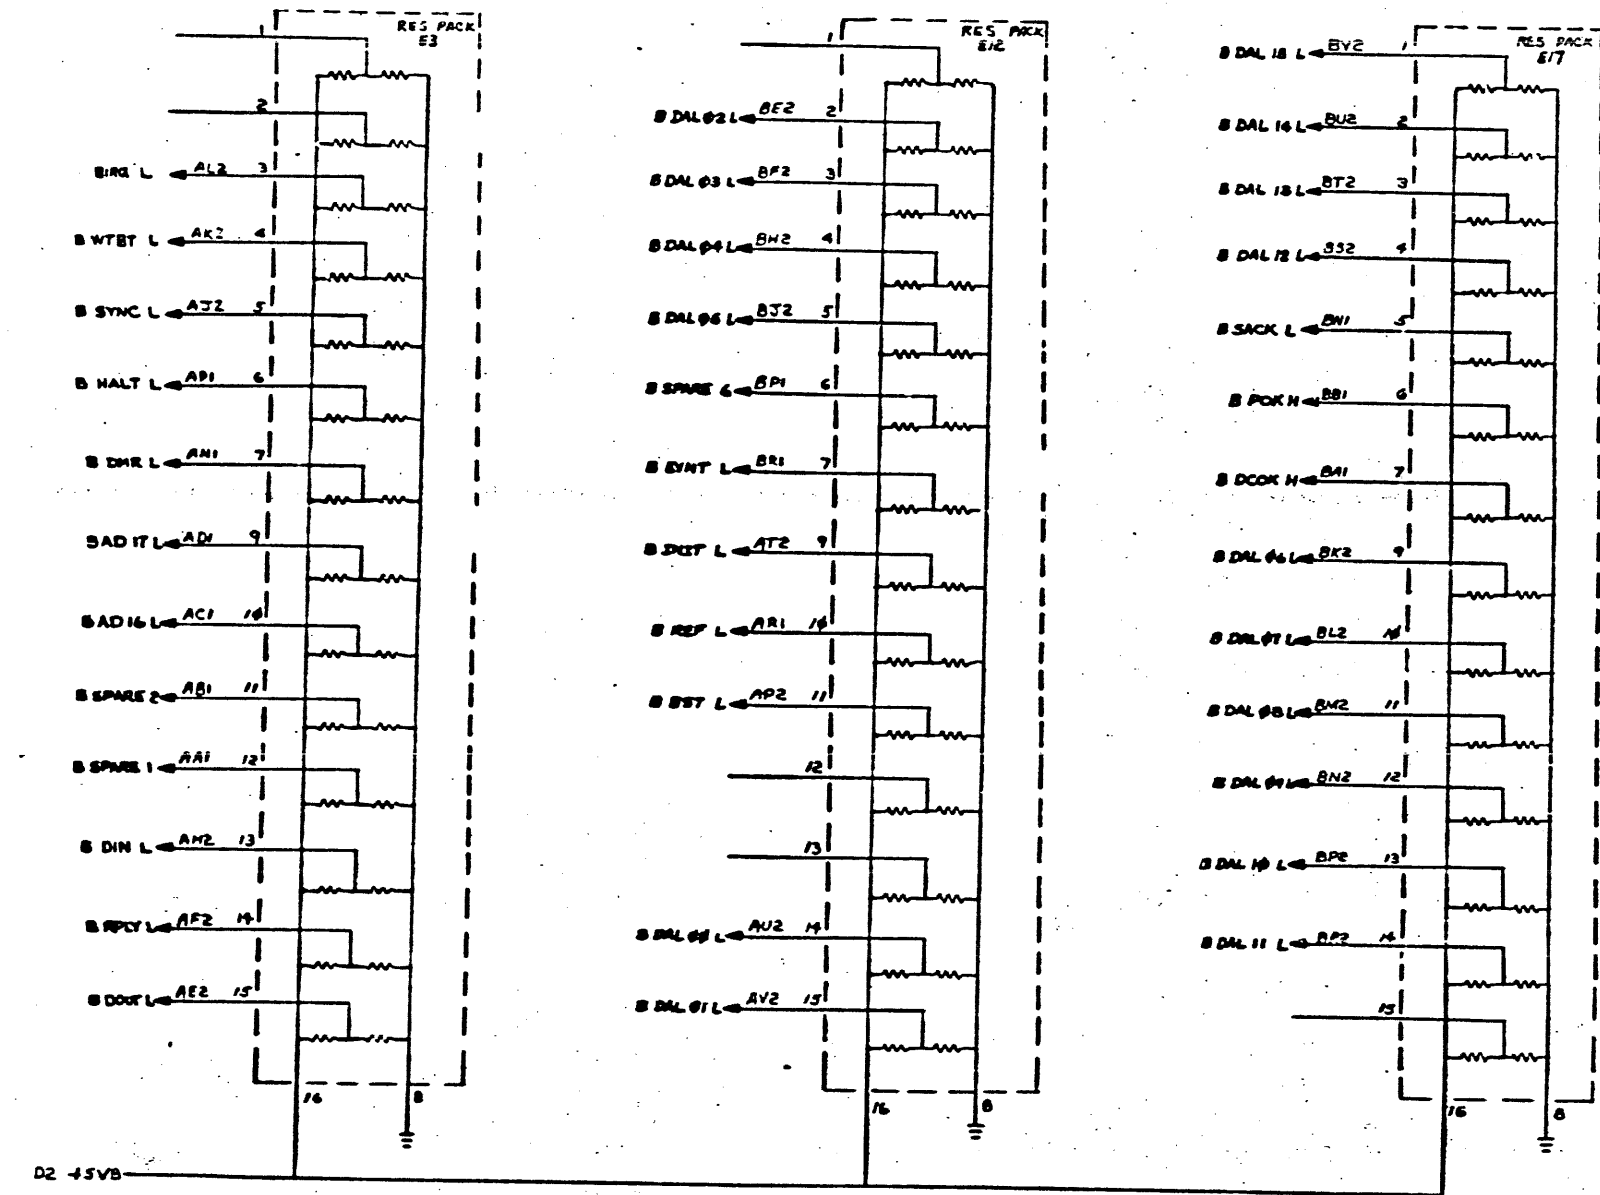 RES PACK
E3
1
2
BIRQ L AL2 3
B WTBT L AK2 4
B SYNC L AJ2 5
B HALT L AP1 6
B DMR L AN1 7
BAD 17 L AD1 9
BAD 16 L AC1 10
B SPARE 2 AB1 11
B SPARE 1 AA1 12
B DIN L AH2 13
B RPLY L AF2 14
B DOUT L AE2 15
16 8
RES PACK
E12
1
B DAL 02 L BE2 2
B DAL 03 L BF2 3
B DAL 04 L BH2 4
B DAL 06 L BJ2 5
B SPARE 6 BP1 6
B EVNT L BR1 7
B INIT L AT2 9
B REF L AR1 10
B BS7 L AP2 11
12
13
B DAL 00 L AU2 14
B DAL 01 L AV2 15
16 8
RES PACK
E17
B DAL 15 L BV2 1
B DAL 14 L BU2 2
B DAL 13 L BT2 3
B DAL 12 L BS2 4
B SACK L BN1 5
B POK H BB1 6
B DCOK H BA1 7
B DAL 06 L BK2 9
B DAL 07 L BL2 10
B DAL 08 L BM2 11
B DAL 09 L BN2 12
B DAL 10 L BP2 13
B DAL 11 L 14
15
16 8
D2 +5VB